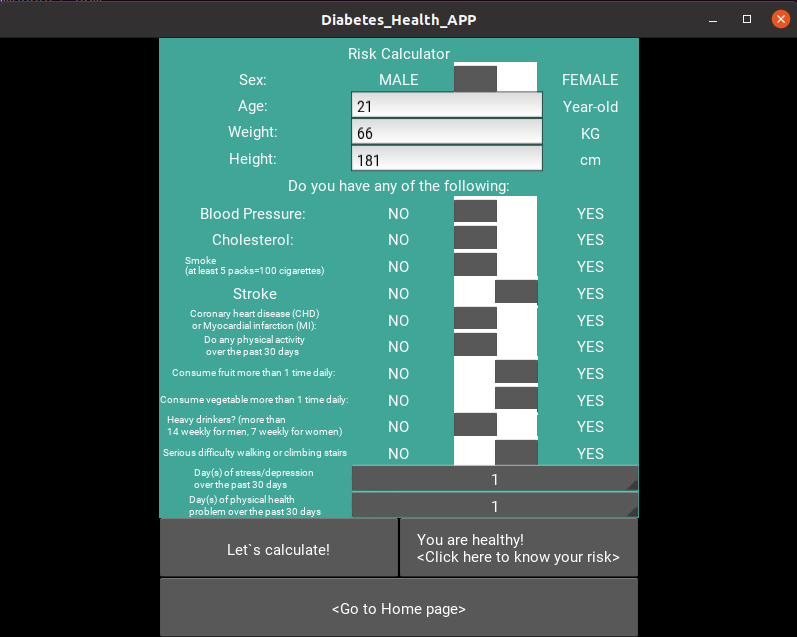 Diabetes_Health_APP
Risk Calculator
Sex: MALE FEMALE
Age: 21 Year-old
Weight: 66 KG
Height: 181 cm
Do you have any of the following:
Blood Pressure: NO YES
Cholesterol: NO YES
Smoke
(at least 5 packs=100 cigarettes) NO YES
Stroke NO YES
Coronary heart disease (CHD)
or Myocardial infarction (MI): NO YES
Do any physical activity
over the past 30 days NO YES
Consume fruit more than 1 time daily: NO YES
Consume vegetable more than 1 time daily: NO YES
Heavy drinkers? (more than
14 weekly for men, 7 weekly for women) NO YES
Serious difficulty walking or climbing stairs NO YES
Day(s) of stress/depression
over the past 30 days 1
Day(s) of physical health
problem over the past 30 days 1
Let`s calculate!
You are healthy!
<Click here to know your risk>
<Go to Home page>